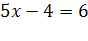 5x − 4 = 6